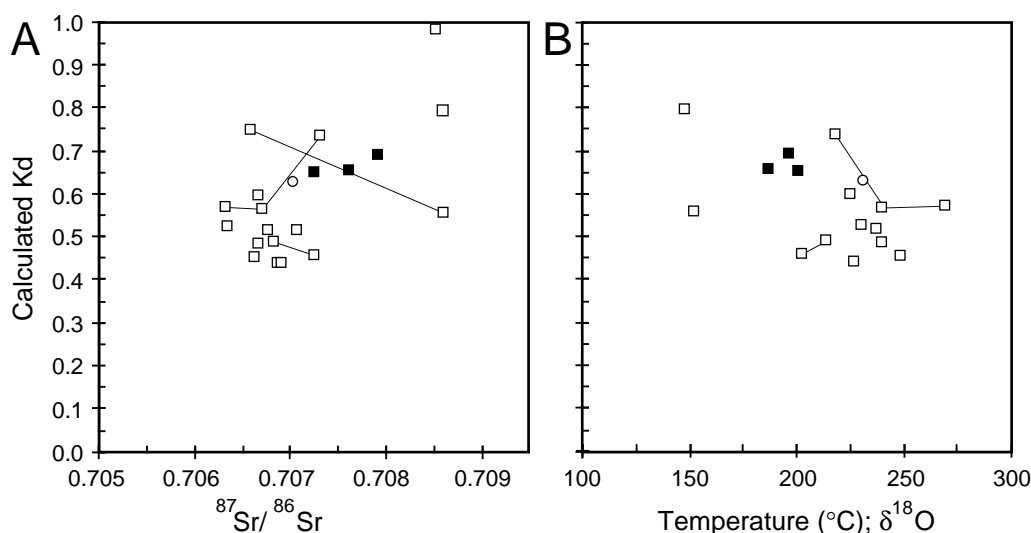 A
B
Calculated Kd
1.0
0.9
0.8
0.7
0.6
0.5
0.4
0.3
0.2
0.1
0.0
0.705 0.706 0.707 0.708 0.709
100 150 200 250 300
⁸⁷Sr/ ⁸⁶Sr
Temperature (°C); δ¹⁸O